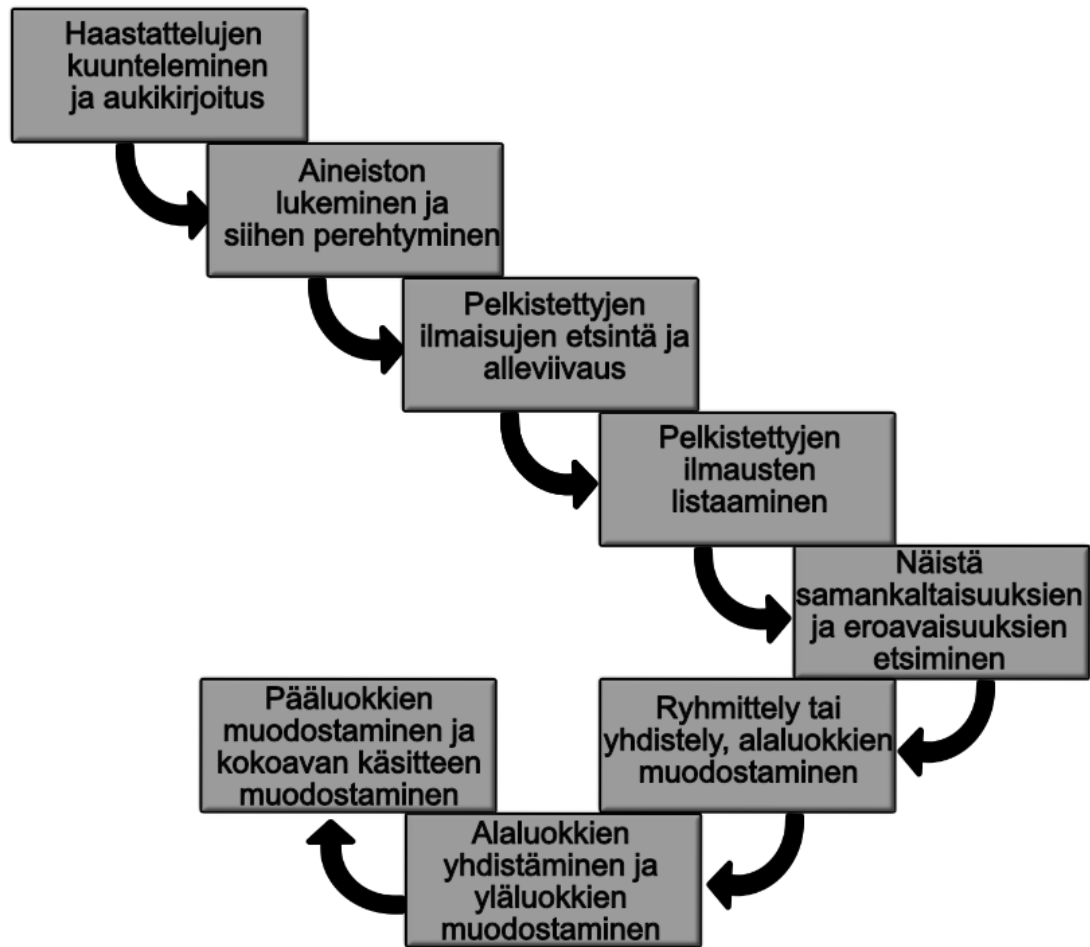 Haastattelujen
kuunteleminen
ja aukikirjoitus
Aineiston
lukeminen ja
siihen perehtyminen
Pelkistettyjen
ilmaisujen etsintä ja
alleviivaus
Pelkistettyjen
ilmausten
listaaminen
Näistä
samankaltaisuuksien
ja eroavaisuuksien
etsiminen
Ryhmittely tai
yhdistely, alaluokkien
muodostaminen
Alaluokkien
yhdistäminen ja
yläluokkien
muodostaminen
Pääluokkien
muodostaminen ja
kokoavan käsitteen
muodostaminen